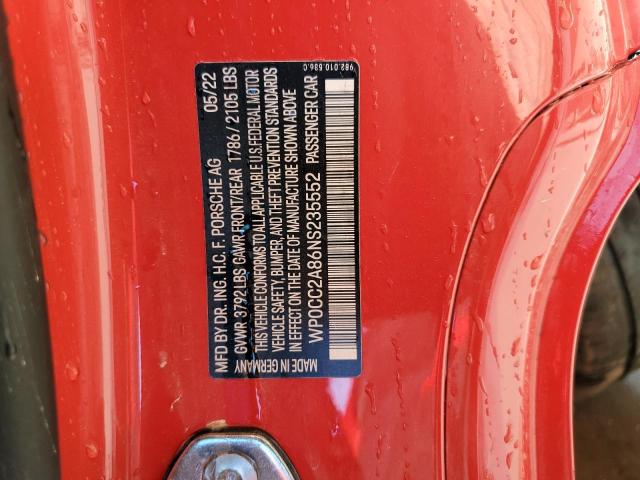 MFD BY DR. ING. H.C. F. PORSCHE AG 05/22
GVWR 3792 LBS GAWR FRONT/REAR 1786 / 2105 LBS
THIS VEHICLE CONFORMS TO ALL APPLICABLE U.S. FEDERAL MOTOR
VEHICLE SAFETY, BUMPER, AND THEFT PREVENTION STANDARDS
IN EFFECT ON THE DATE OF MANUFACTURE SHOWN ABOVE
WP0CC2A86NS235552 PASSENGER CAR
MADE IN GERMANY
982.010.536.C